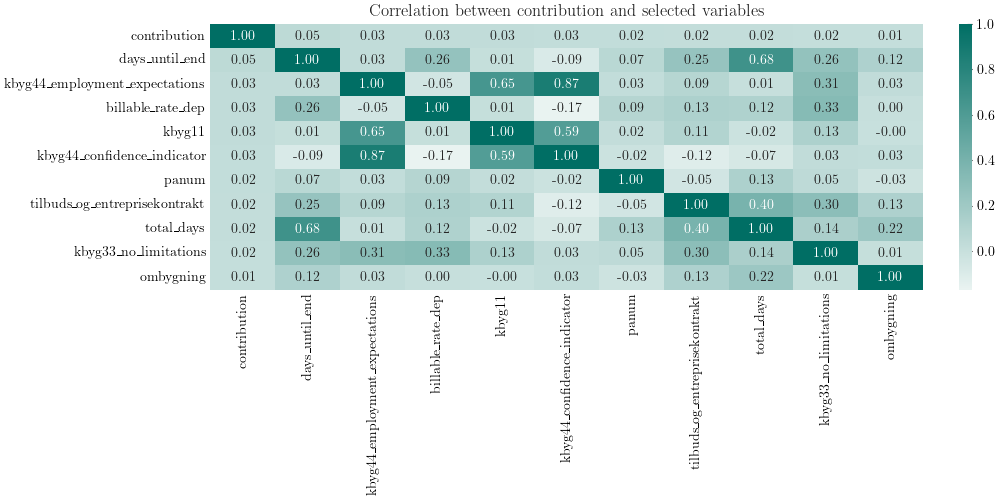 Correlation between contribution and selected variables
contribution 1.00 0.05 0.03 0.03 0.03 0.03 0.02 0.02 0.02 0.02 0.01
days_until_end 0.05 1.00 0.03 0.26 0.01 -0.09 0.07 0.25 0.68 0.26 0.12
kbyg44_employment_expectations 0.03 0.03 1.00 -0.05 0.65 0.87 0.03 0.09 0.01 0.31 0.03
billable_rate_dep 0.03 0.26 -0.05 1.00 0.01 -0.17 0.09 0.13 0.12 0.33 0.00
kbyg11 0.03 0.01 0.65 0.01 1.00 0.59 0.02 0.11 -0.02 0.13 -0.00
kbyg44_confidence_indicator 0.03 -0.09 0.87 -0.17 0.59 1.00 -0.02 -0.12 -0.07 0.03 0.03
panum 0.02 0.07 0.03 0.09 0.02 -0.02 1.00 -0.05 0.13 0.05 -0.03
tilbuds_og_entreprisekontrakt 0.02 0.25 0.09 0.13 0.11 -0.12 -0.05 1.00 0.40 0.30 0.13
total_days 0.02 0.68 0.01 0.12 -0.02 -0.07 0.13 0.40 1.00 0.14 0.22
kbyg33_no_limitations 0.02 0.26 0.31 0.33 0.13 0.03 0.05 0.30 0.14 1.00 0.01
ombygning 0.01 0.12 0.03 0.00 -0.00 0.03 -0.03 0.13 0.22 0.01 1.00
contribution
days_until_end
kbyg44_employment_expectations
billable_rate_dep
kbyg11
kbyg44_confidence_indicator
panum
tilbuds_og_entreprisekontrakt
total_days
kbyg33_no_limitations
ombygning
1.0
0.8
0.6
0.4
0.2
0.0